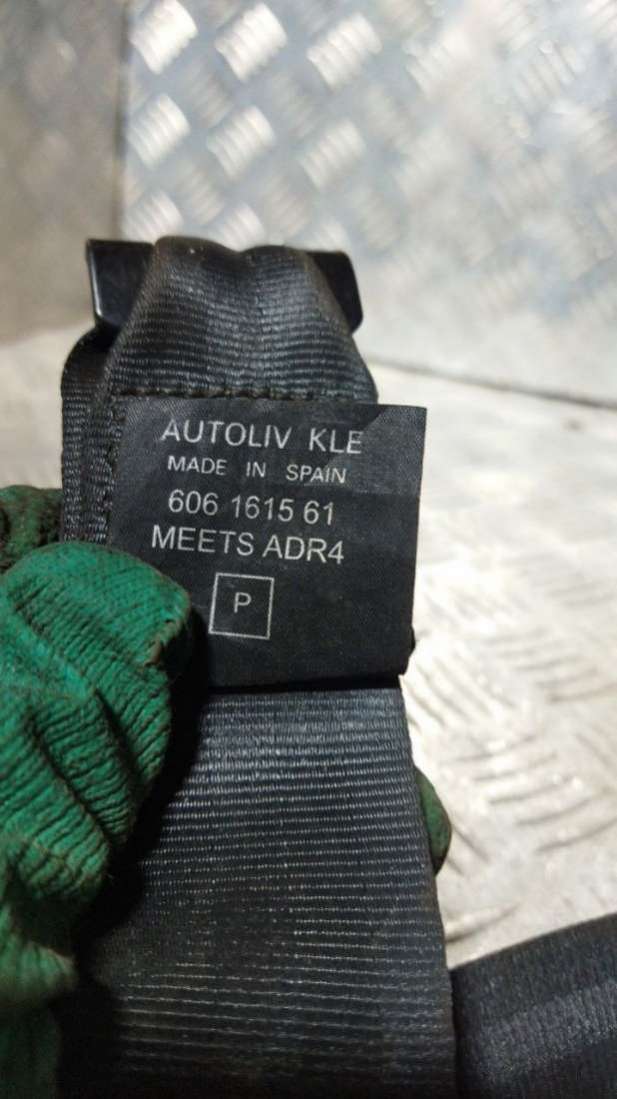 AUTOLIV KLE
MADE IN SPAIN
606 1615 61
MEETS ADR4
P